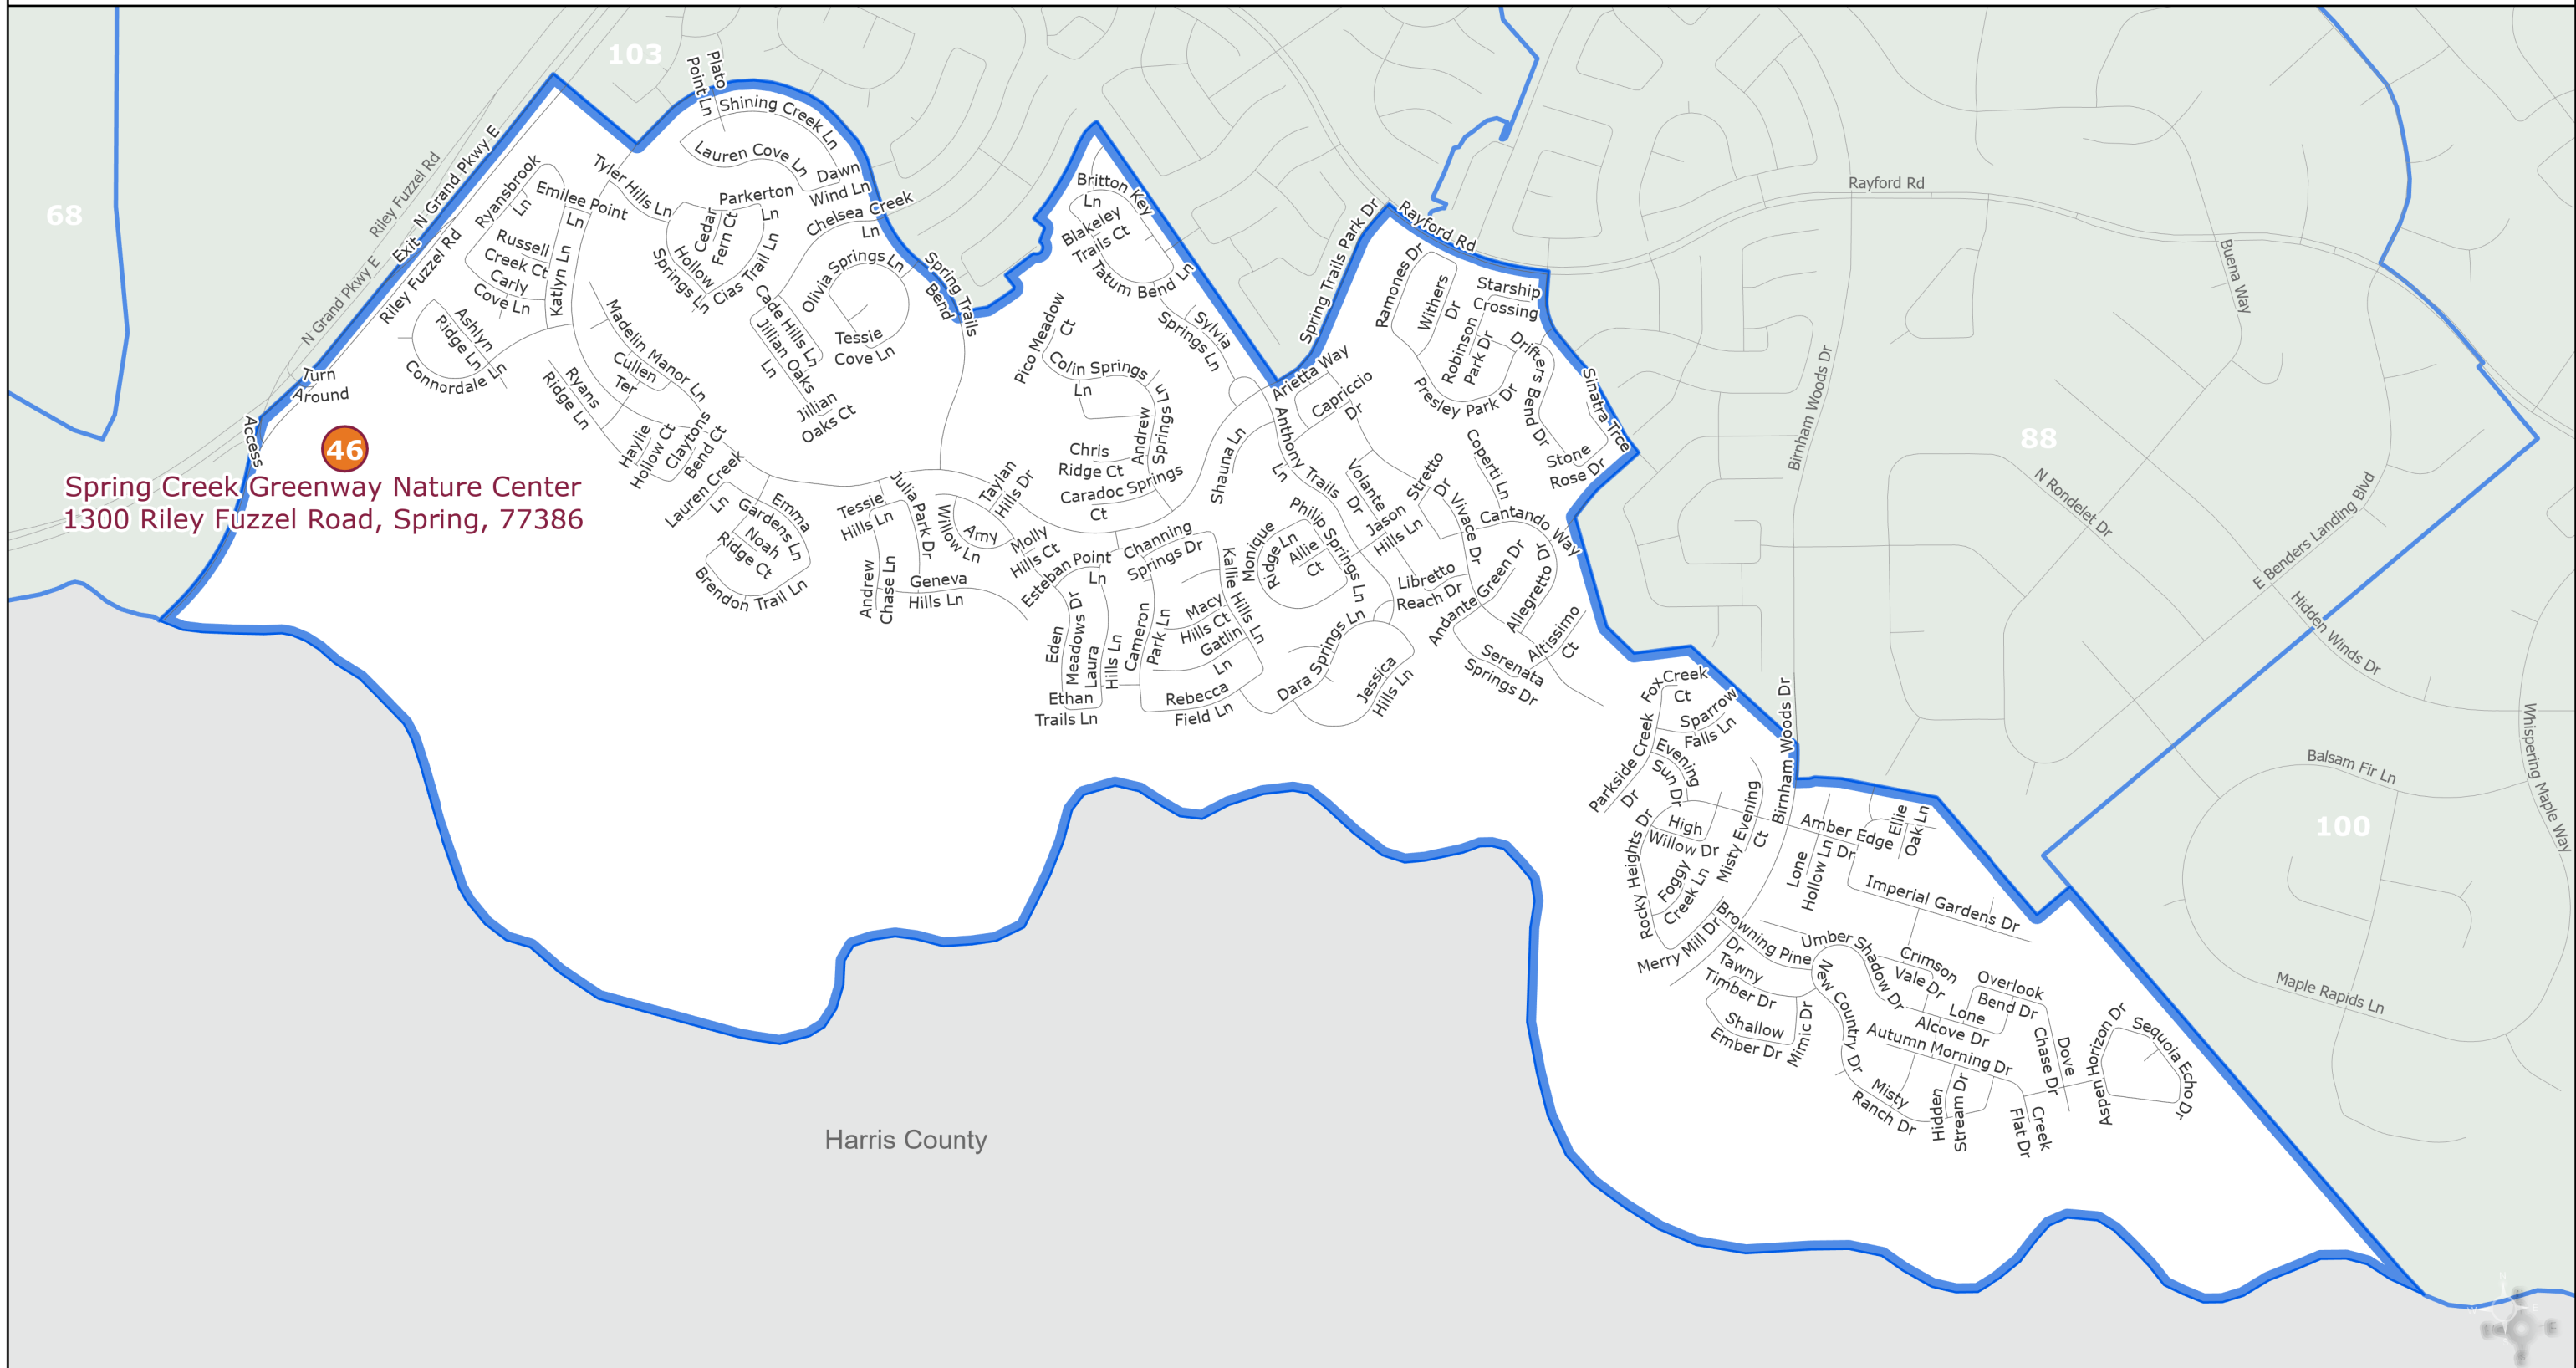 103
68
88
100
46
Spring Creek Greenway Nature Center
1300 Riley Fuzzel Road, Spring, 77386
Harris County
Riley Fuzzel Rd
N Grand Pkwy E
Exit N Grand Pkwy E
Riley Fuzzel Rd
N Grand Pkwy E
Turn
Around
Access
Plato
Point Ln
Shining Creek Ln
Lauren Cove Ln
Dawn
Wind Ln
Tyler Hills Ln
Parkerton
Ln
Chelsea Creek
Ln
Ryansbrook
Ln
Emilee Point
Ln
Russell
Creek Ct
Carly
Cove Ln
Katlyn Ln
Cedar
Fern Ct
Hollow
Springs Ln
Cias Trail Ln
Olivia Springs Ln
Spring Trails
Bend
Ashlyn
Ridge Ln
Connordale Ln
Madelin Manor Ln
Cullen
Ter
Ryans
Ridge Ln
Cade Hills Ln
Jillian Oaks
Ln
Jillian
Oaks Ct
Tessie
Cove Ln
Haylie
Hollow Ct
Claytons
Bend Ct
Lauren Creek
Ln
Emma
Gardens Ln
Noah
Ridge Ct
Brendon Trail Ln
Britton Key
Ln
Blakeley
Trails Ct
Tatum Bend Ln
Sylvia
Springs Ln
Pico Meadow
Ct
Colin Springs
Ln
Andrew
Springs Ln
Chris
Ridge Ct
Caradoc Springs
Ct
Shauna Ln
Tessie
Hills Ln
Julia Park Dr
Willow Ln
Amy
Taylan
Hills Dr
Molly
Hills Ct
Andrew
Chase Ln
Geneva
Hills Ln
Esteban Point
Ln
Channing
Springs Dr
Eden
Meadows Dr
Laura
Hills Ln
Ethan
Trails Ln
Cameron
Park Ln
Macy
Hills Ct
Gatlin
Ln
Kallie Hills Ln
Rebecca
Field Ln
Monique
Ridge Ln
Allie
Ct
Philip Springs Ln
Dara Springs Ln
Jessica
Hills Ln
Spring Trails Park Dr
Rayford Rd
Rayford Rd
Arietta Way
Capriccio
Dr
Anthony Trails
Ln
Dr
Volante
Jason
Hills Ln
Stretto
Dr
Vivace Dr
Ramones Dr
Withers
Dr
Starship
Crossing
Robinson
Park Dr
Drifters Bend Dr
Presley Park Dr
Sinatra Trce
Stone
Rose Dr
Coperti Ln
Cantando Way
Libretto
Reach Dr
Andante Green Dr
Allegretto Dr
Altissimo
Ct
Serenata
Springs Dr
Birnham Woods Dr
Buena Way
N Rondelet Dr
E Benders Landing Blvd
Hidden Winds Dr
Whispering Maple Way
Balsam Fir Ln
Maple Rapids Ln
Fox Creek
Ct
Sparrow
Falls Ln
Parkside Creek
Dr
Evening
Sun Dr
Birnham Woods Dr
High
Willow Dr
Misty Evening
Ct
Rocky Heights Dr
Foggy
Creek Ln
Merry Mill Dr
Amber Edge
Dr
Ellie
Oak Ln
Lone
Hollow Ln
Imperial Gardens Dr
Browning Pine
Dr
Umber Shadow Dr
Tawny
Timber Dr
Shallow
Ember Dr
Mimic Dr
New Country Dr
Crimson
Vale Dr
Overlook
Bend Dr
Lone
Alcove Dr
Autumn Morning Dr
Misty
Ranch Dr
Hidden
Stream Dr
Dove
Chase Dr
Creek
Flat Dr
Aspen Horizon Dr
Sequoia Echo Dr